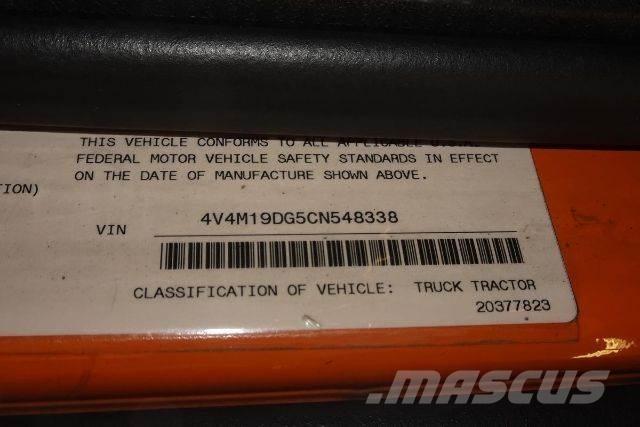 THIS VEHICLE CONFORMS TO ALL APPLICABLE U.S.A.
FEDERAL MOTOR VEHICLE SAFETY STANDARDS IN EFFECT
ON THE DATE OF MANUFACTURE SHOWN ABOVE.
TION)
VIN 4V4M19DG5CN548338
CLASSIFICATION OF VEHICLE: TRUCK TRACTOR
20377823
MASCUS